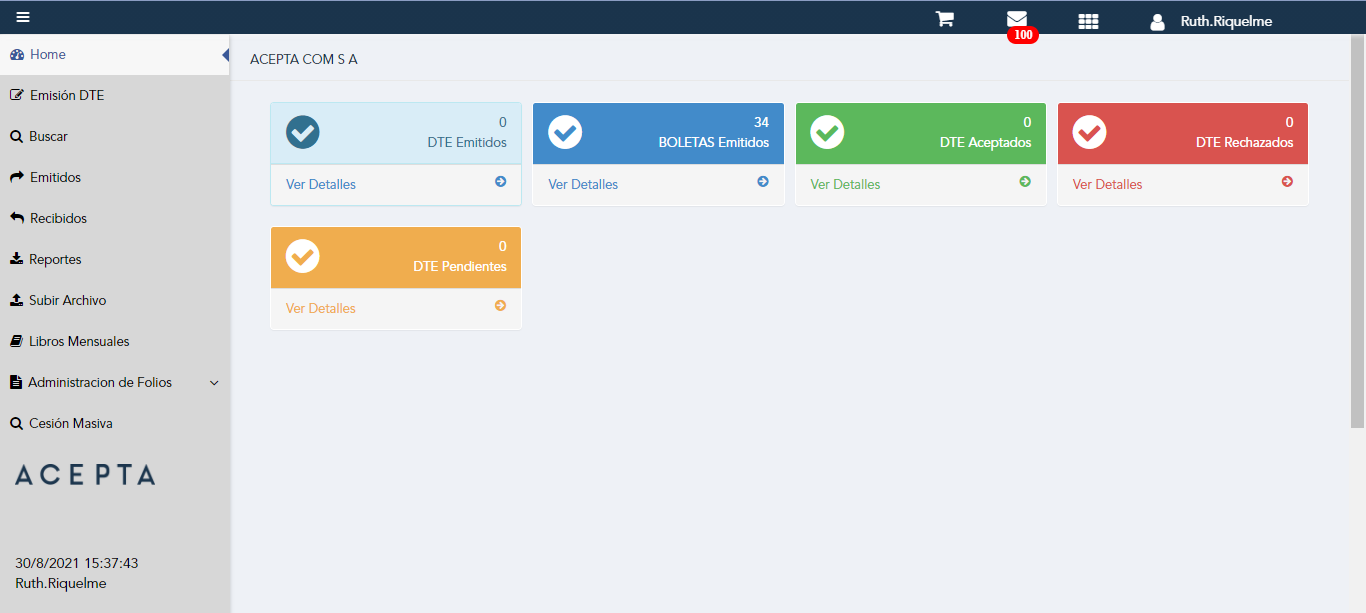 Ruth.Riquelme
100
Home
ACEPTA COM S A
Emisión DTE
Buscar
Emitidos
Recibidos
Reportes
Subir Archivo
Libros Mensuales
Administracion de Folios
Cesión Masiva
ACEPTA
30/8/2021 15:37:43
Ruth.Riquelme
0
DTE Emitidos
Ver Detalles
34
BOLETAS Emitidos
Ver Detalles
0
DTE Aceptados
Ver Detalles
0
DTE Rechazados
Ver Detalles
0
DTE Pendientes
Ver Detalles